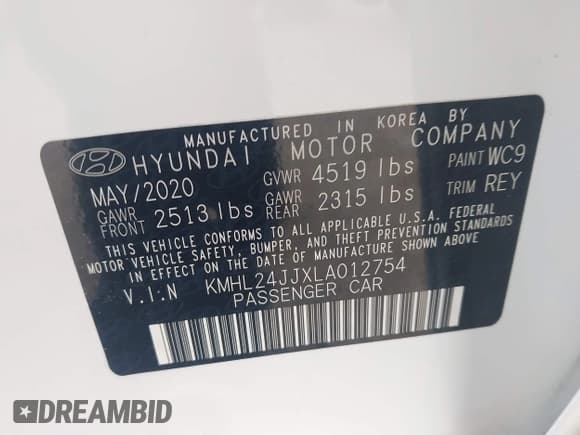 MANUFACTURED IN KOREA BY
HYUNDAI MOTOR COMPANY
MAY/2020 GVWR 4519 lbs PAINT WC9
GAWR FRONT 2513 lbs GAWR REAR 2315 lbs TRIM REY
THIS VEHICLE CONFORMS TO ALL APPLICABLE U.S.A. FEDERAL
MOTOR VEHICLE SAFETY, BUMPER, AND THEFT PREVENTION STANDARDS
IN EFFECT ON THE DATE OF MANUFACTURE SHOWN ABOVE.
V.I.N KMHL24JJXLA012754
PASSENGER CAR
DREAMBID